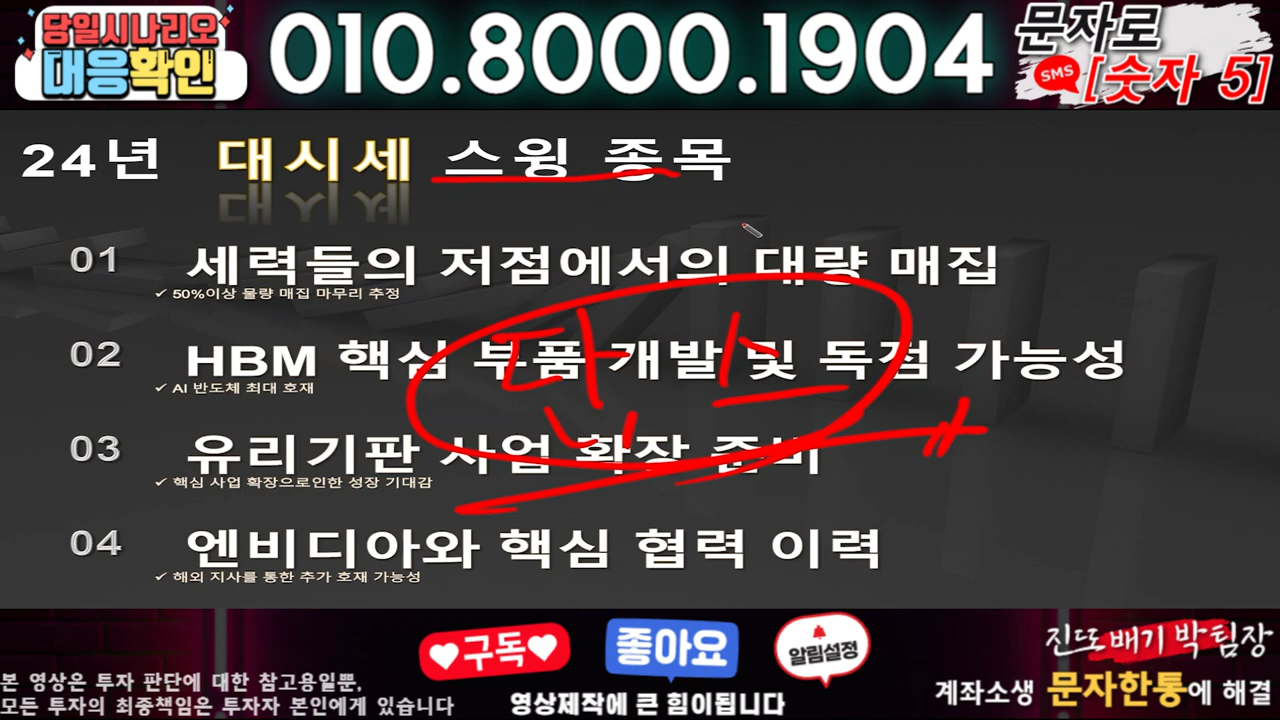 당일시나리오
대응확인
010.8000.1904
문자로
SMS [숫자 5]
24년 대시세 스윙 종목
01 세력들의 저점에서의 대량 매집
✓ 50%이상 물량 매집 마무리 추정
02 HBM 핵심 부품 개발 및 독점 가능성
✓ AI 반도체 최대 호재
단 1스
03 유리기판 사업 확장 준비
✓ 핵심 사업 확장으로인한 성장 기대감
04 엔비디아와 핵심 협력 이력
✓ 해외 지사를 통한 추가 호재 가능성
구독
좋아요
알림설정
영상제작에 큰 힘이됩니다
본 영상은 투자 판단에 대한 참고용일뿐,
모든 투자의 최종책임은 투자자 본인에게 있습니다
진또배기 박팀장
계좌소생 문자한통에 해결